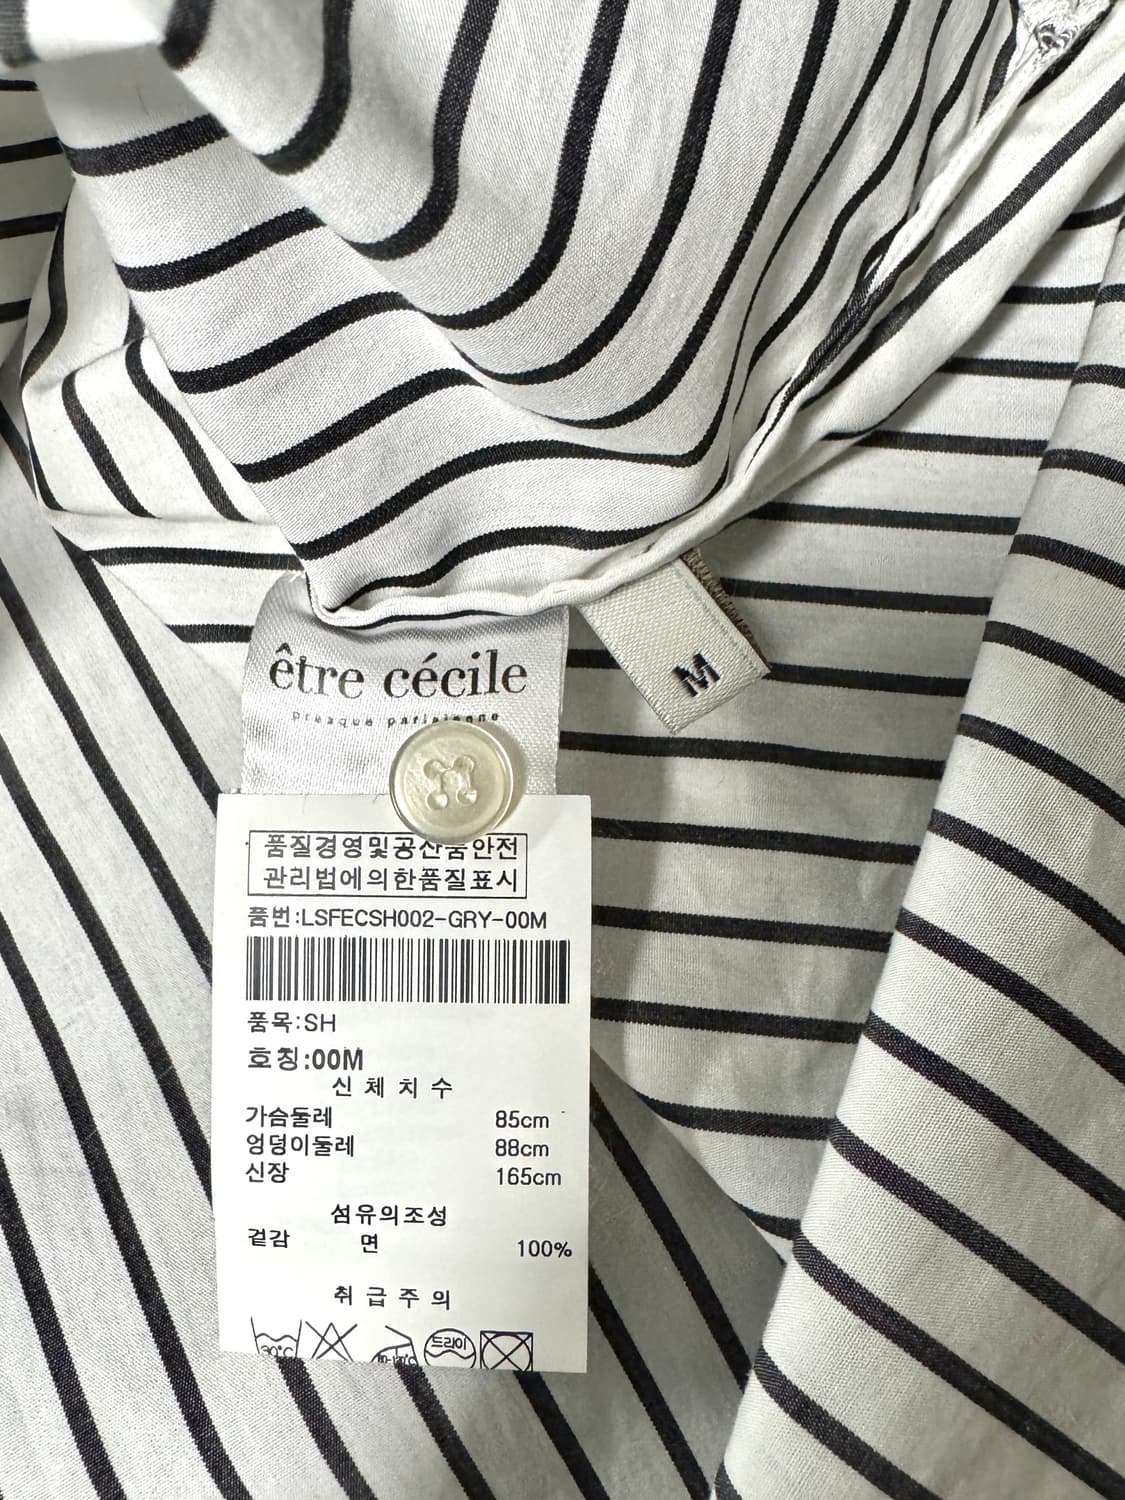 être cécile
presque parisienne
M
품질경영및공산품안전
관리법에의한품질표시
품번:LSFECSH002-GRY-00M
품목:SH
호칭:00M
신체치수
가슴둘레 85cm
엉덩이둘레 88cm
신장 165cm
섬유의조성
겉감 면 100%
취급주의
30°C 드라이